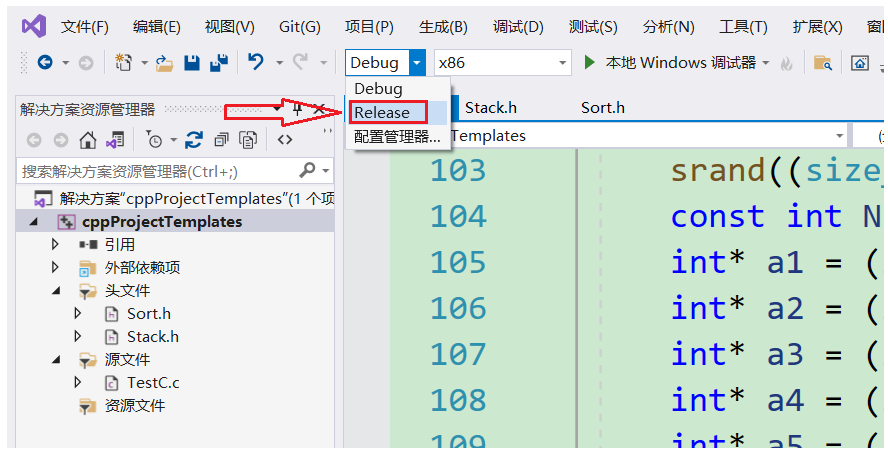 文件(F) 编辑(E) 视图(V) Git(G) 项目(P) 生成(B) 调试(D) 测试(S) 分析(N) 工具(T) 扩展(X)
Debug x86 本地 Windows 调试器
Debug
Release
配置管理器...
解决方案资源管理器
Stack.h Sort.h
Templates
搜索解决方案资源管理器(Ctrl+;)
解决方案“cppProjectTemplates”(1 个项
cppProjectTemplates
引用
外部依赖项
头文件
Sort.h
Stack.h
源文件
TestC.c
资源文件
103 srand((size_
104 const int N
105 int* a1 = (
106 int* a2 = (
107 int* a3 = (
108 int* a4 = (
109 int* a5 = (